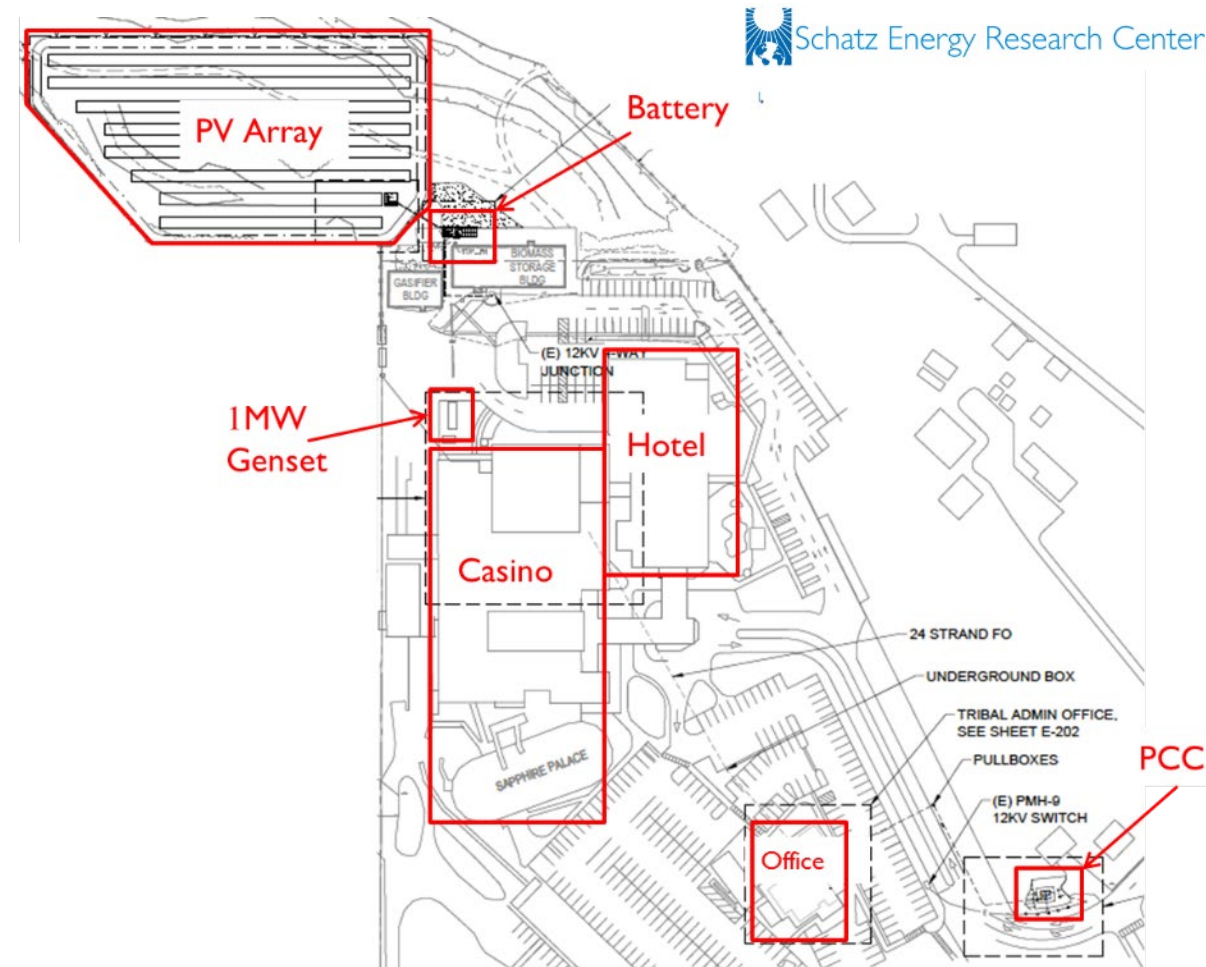 Schatz Energy Research Center
Battery
PV Array
BIOMASS
STORAGE
BLDG
GASIFIER
BLDG
(E) 12KV 4-WAY
JUNCTION
1MW
Genset
Hotel
Casino
24 STRAND FO
UNDERGROUND BOX
TRIBAL ADMIN OFFICE,
SEE SHEET E-202
PULLBOXES
PCC
(E) PMH-9
12KV SWITCH
SAPPHIRE PALACE
Office